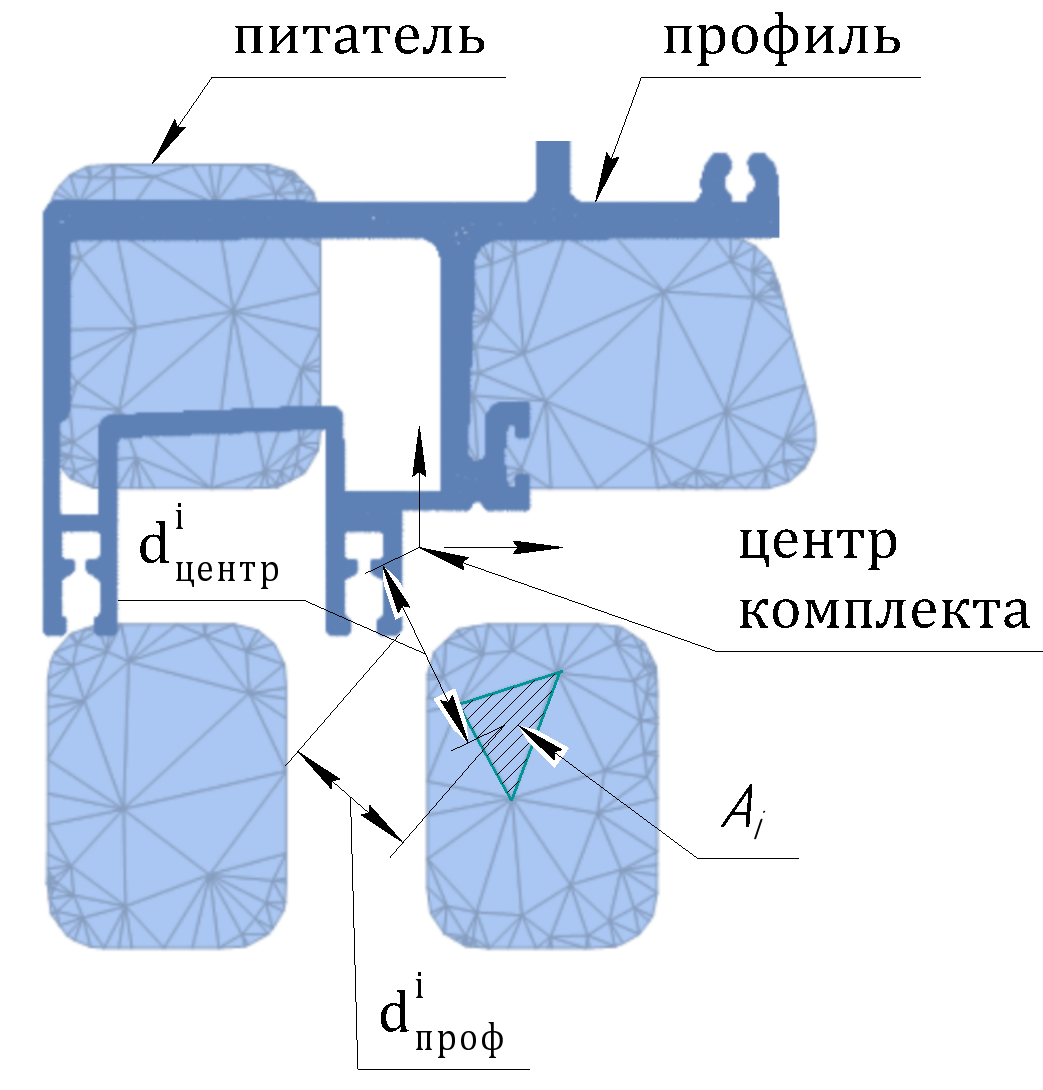 питатель
профиль
d^i_центр
центр
комплекта
A_i
d^i_проф